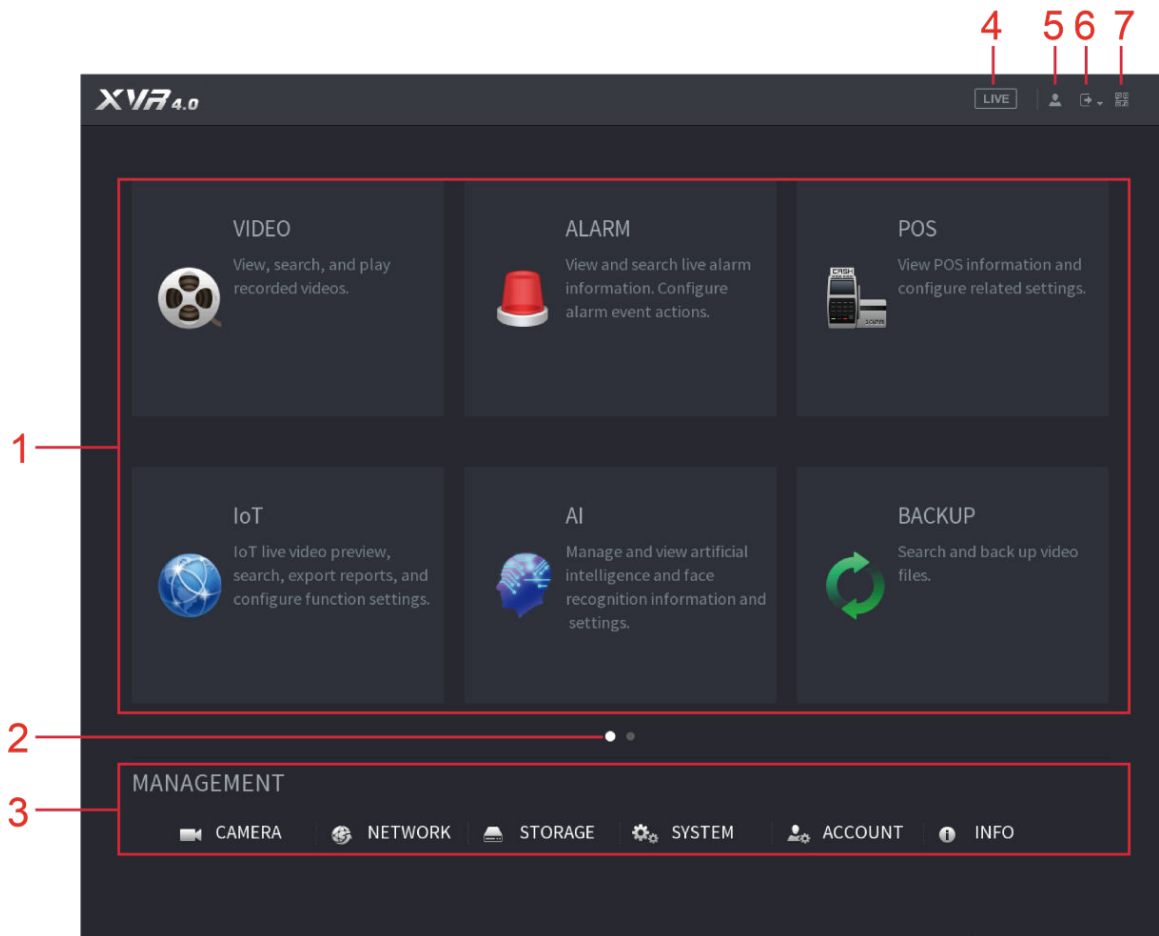 4 5 6 7
XVR 4.0
LIVE
VIDEO
View, search, and play
recorded videos.
ALARM
View and search live alarm
information. Configure
alarm event actions.
CASH
POS
View POS information and
configure related settings.
1
IoT
IoT live video preview,
search, export reports, and
configure function settings.
AI
Manage and view artificial
intelligence and face
recognition information and
settings.
BACKUP
Search and back up video
files.
2
3
MANAGEMENT
CAMERA NETWORK STORAGE SYSTEM ACCOUNT INFO